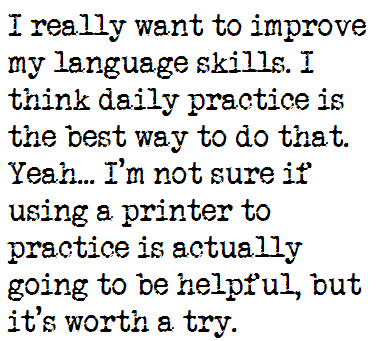 I really want to improve
my language skills. I
think daily practice is
the best way to do that.
Yeah... I'm not sure if
using a printer to
practice is actually
going to be helpful, but
it's worth a try.